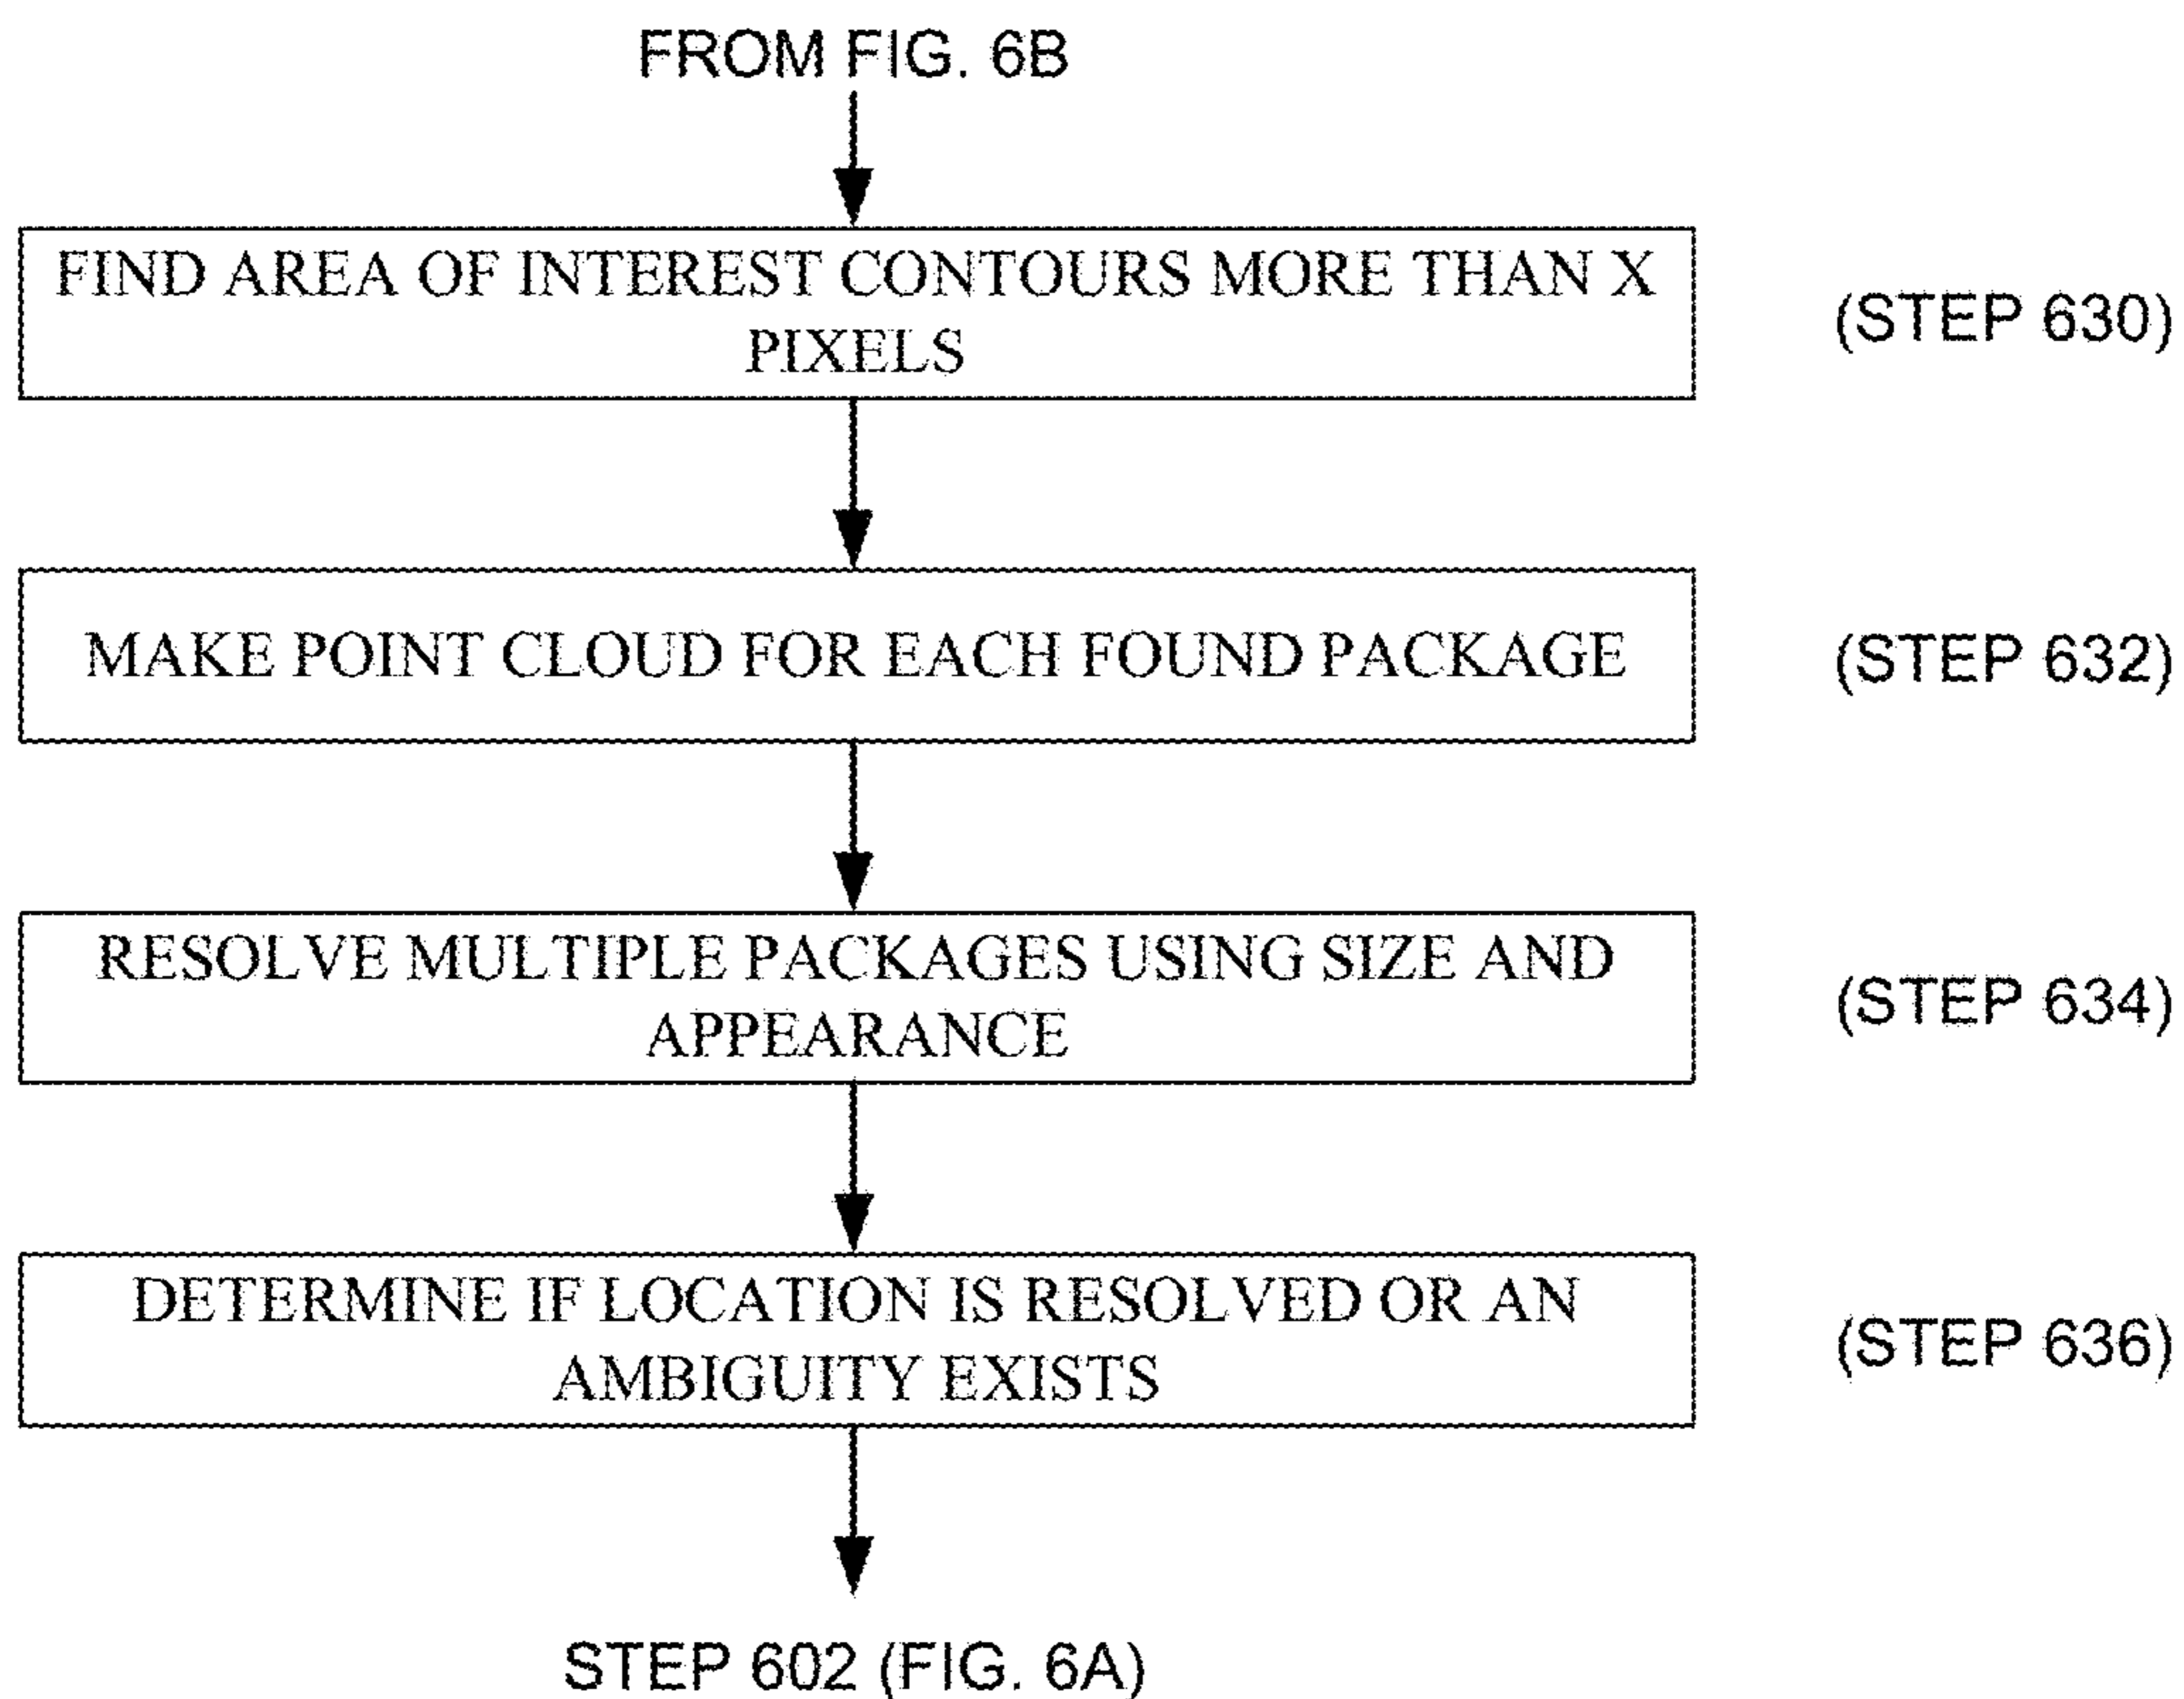 FROM FIG. 6B
FIND AREA OF INTEREST CONTOURS MORE THAN X
PIXELS
(STEP 630)
MAKE POINT CLOUD FOR EACH FOUND PACKAGE
(STEP 632)
RESOLVE MULTIPLE PACKAGES USING SIZE AND
APPEARANCE
(STEP 634)
DETERMINE IF LOCATION IS RESOLVED OR AN
AMBIGUITY EXISTS
(STEP 636)
STEP 602 (FIG. 6A)